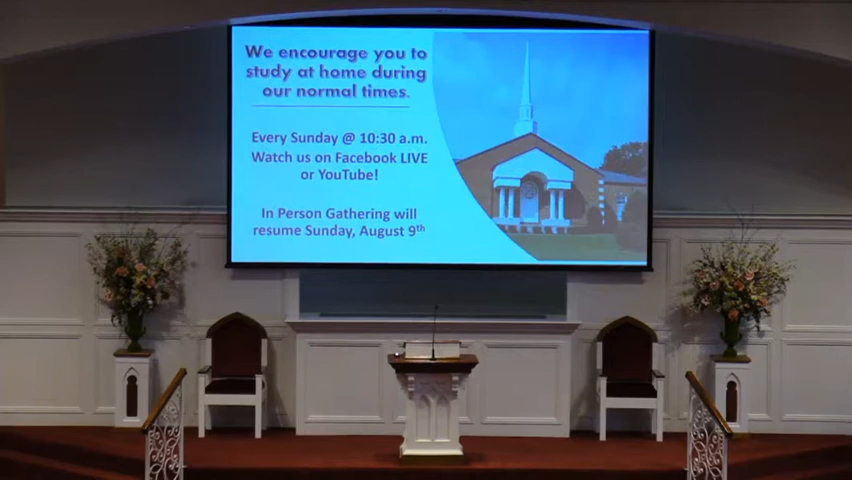 We encourage you to
study at home during
our normal times.
Every Sunday @ 10:30 a.m.
Watch us on Facebook LIVE
or YouTube!
In Person Gathering will
resume Sunday, August 9th